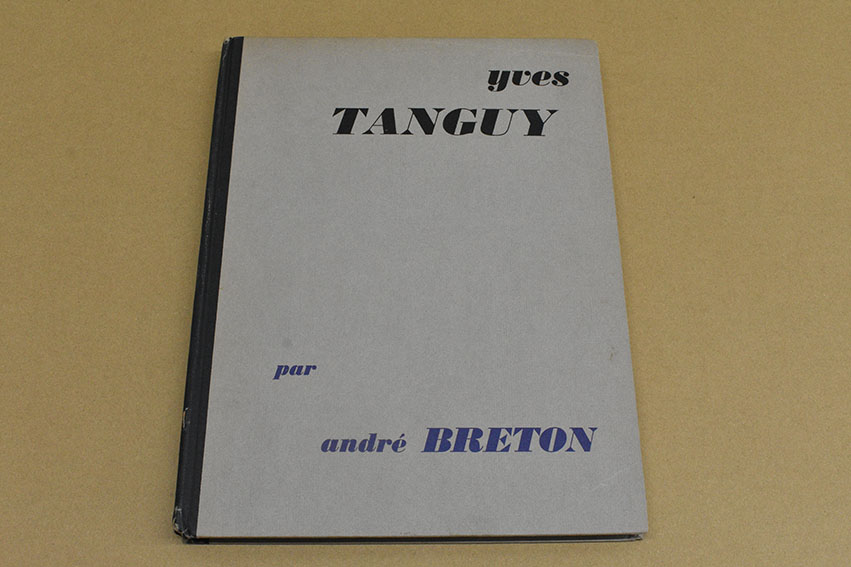 yves
TANGUY
par
andré BRETON